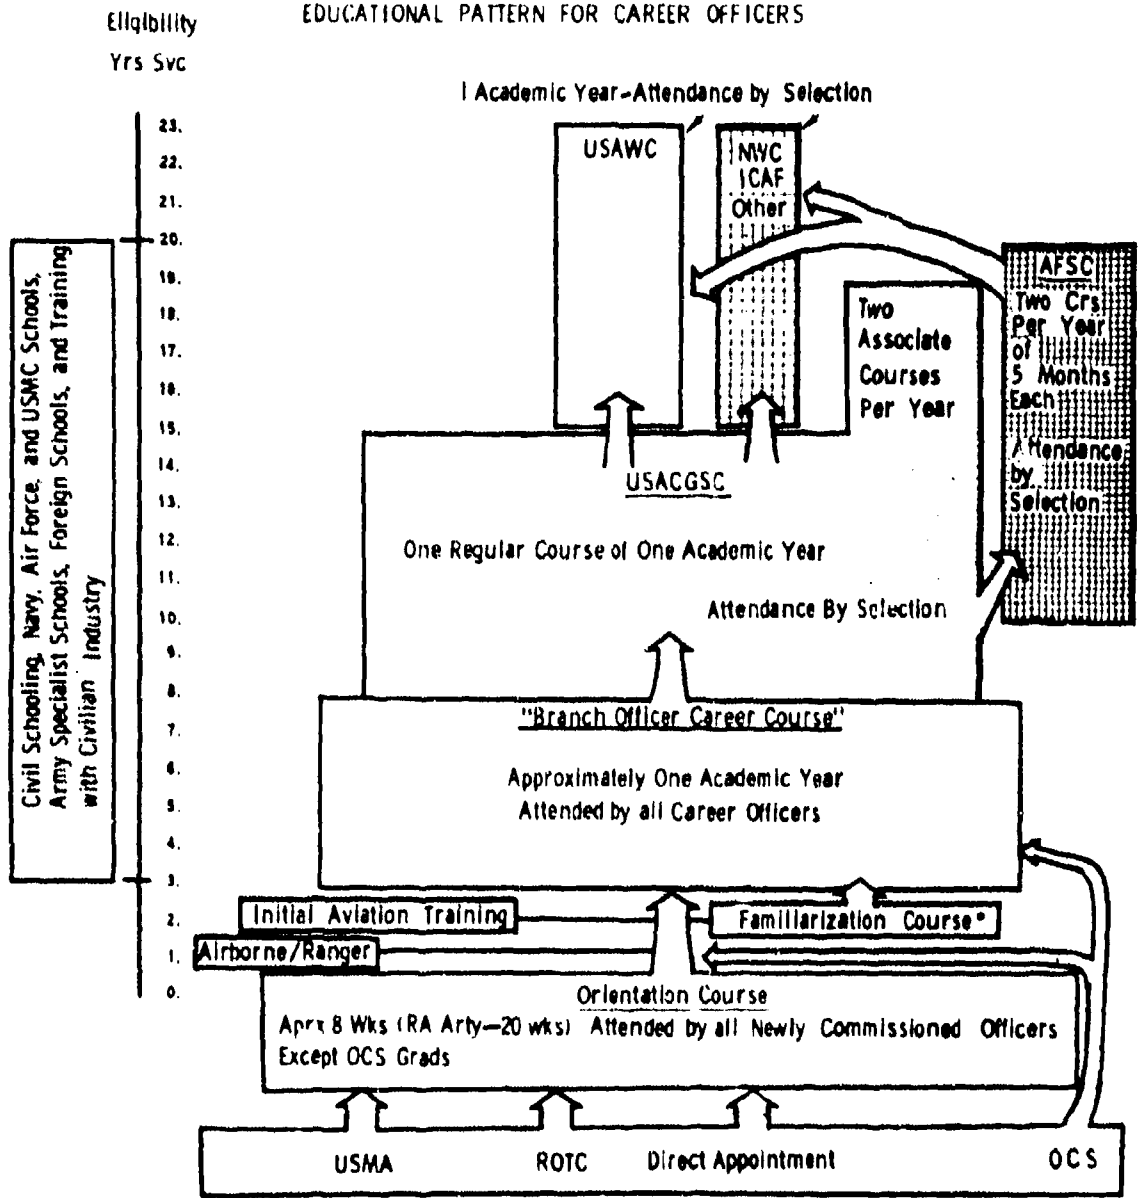 EDUCATIONAL PATTERN FOR CAREER OFFICERS
Eligibility
Yrs Svc
1 Academic Year-Attendance by Selection
23.
22.
21.
20.
19.
18.
17.
16.
15.
14.
13.
12.
11.
10.
9.
8.
7.
6.
5.
4.
3.
2.
1.
0.
Civil Schooling, Navy, Air Force, and USMC Schools,
Army Specialist Schools, Foreign Schools, and Training
with Civilian Industry
USAWC
NWC
ICAF
Other
AFSC
Two Crs
Per Year
of
5 Months
Each
Attendance
by
Selection
Two
Associate
Courses
Per Year
USACGSC
One Regular Course of One Academic Year
Attendance By Selection
"Branch Officer Career Course"
Approximately One Academic Year
Attended by all Career Officers
Initial Aviation Training
Familiarization Course*
Airborne/Ranger
Orientation Course
Aprx 8 Wks (RA Arty—20 wks) Attended by all Newly Commissioned Officers
Except OCS Grads
USMA
ROTC
Direct Appointment
OCS